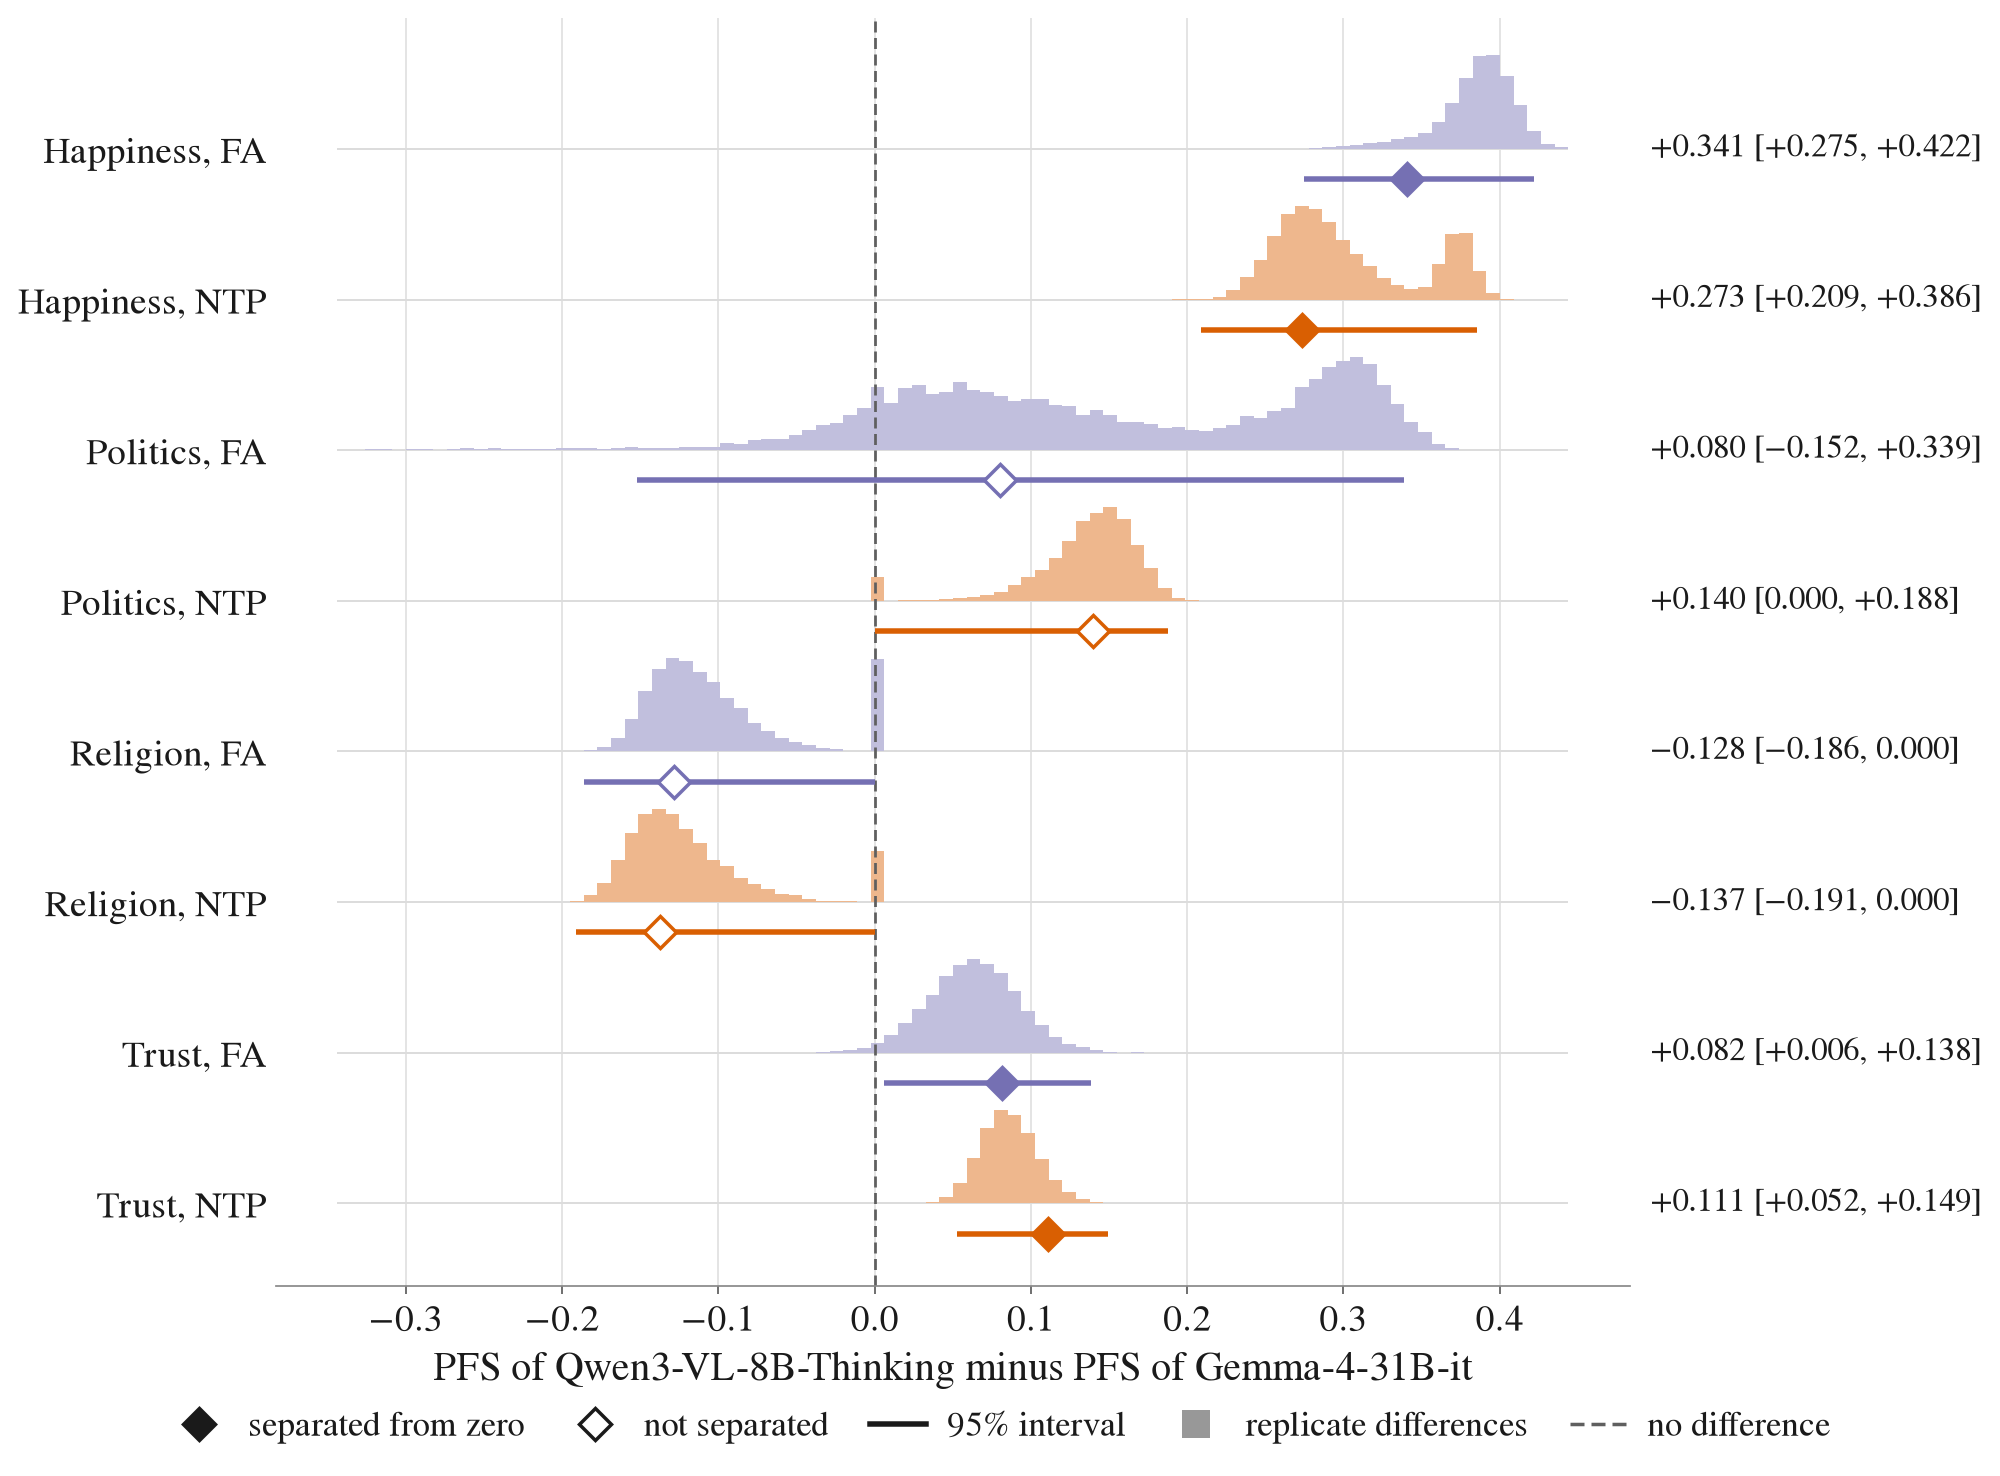 Happiness, FA +0.341 [+0.275, +0.422]
Happiness, NTP +0.273 [+0.209, +0.386]
Politics, FA +0.080 [−0.152, +0.339]
Politics, NTP +0.140 [0.000, +0.188]
Religion, FA −0.128 [−0.186, 0.000]
Religion, NTP −0.137 [−0.191, 0.000]
Trust, FA +0.082 [+0.006, +0.138]
Trust, NTP +0.111 [+0.052, +0.149]
−0.3 −0.2 −0.1 0.0 0.1 0.2 0.3 0.4
PFS of Qwen3-VL-8B-Thinking minus PFS of Gemma-4-31B-it
separated from zero not separated 95% interval replicate differences no difference